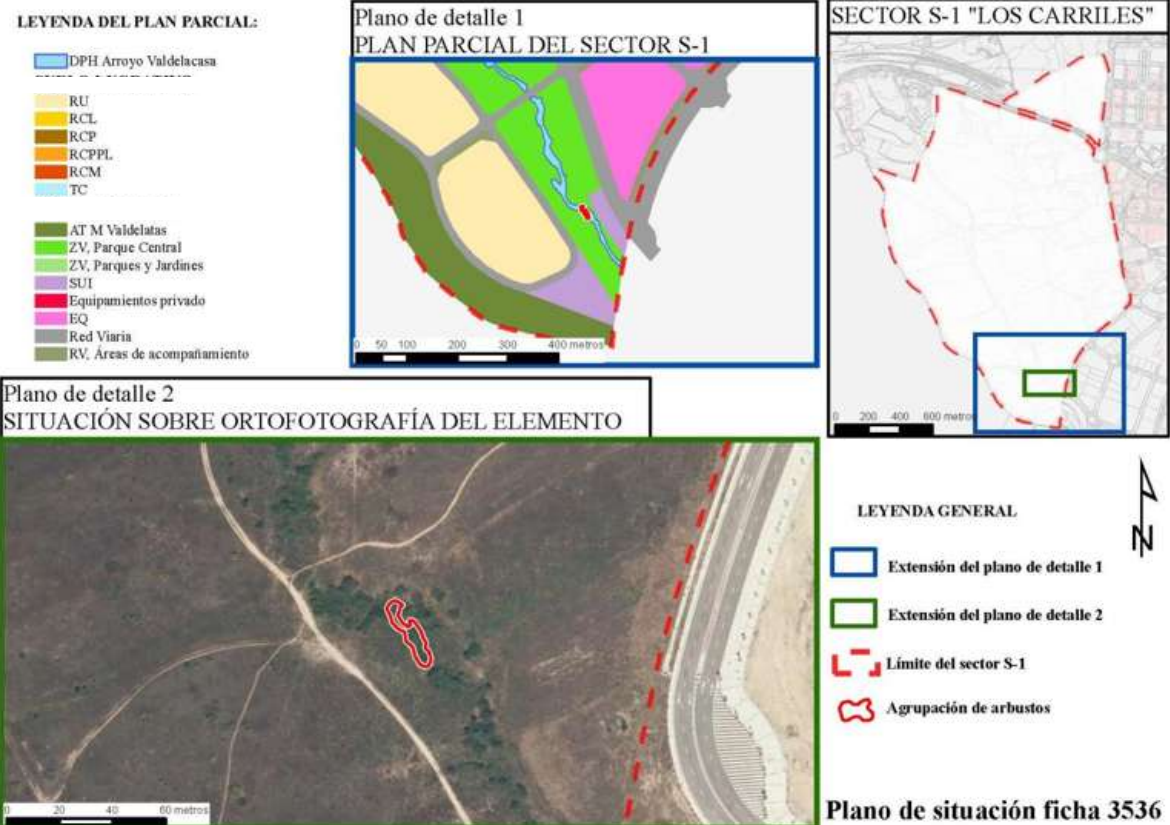 LEYENDA DEL PLAN PARCIAL:
DPH Arroyo Valdelacasa
RU
RCL
RCP
RCPPL
RCM
TC
AT M Valdelatas
ZV, Parque Central
ZV, Parques y Jardines
SUI
Equipamientos privado
EQ
Red Viaria
RV, Áreas de acompañamiento
Plano de detalle 1
PLAN PARCIAL DEL SECTOR S-1
0 50 100 200 300 400 metros
SECTOR S-1 "LOS CARRILES"
0 200 400 600 metros
Plano de detalle 2
SITUACIÓN SOBRE ORTOFOTOGRAFÍA DEL ELEMENTO
0 20 40 60 metros
N
LEYENDA GENERAL
Extensión del plano de detalle 1
Extensión del plano de detalle 2
Límite del sector S-1
Agrupación de arbustos
Plano de situación ficha 3536